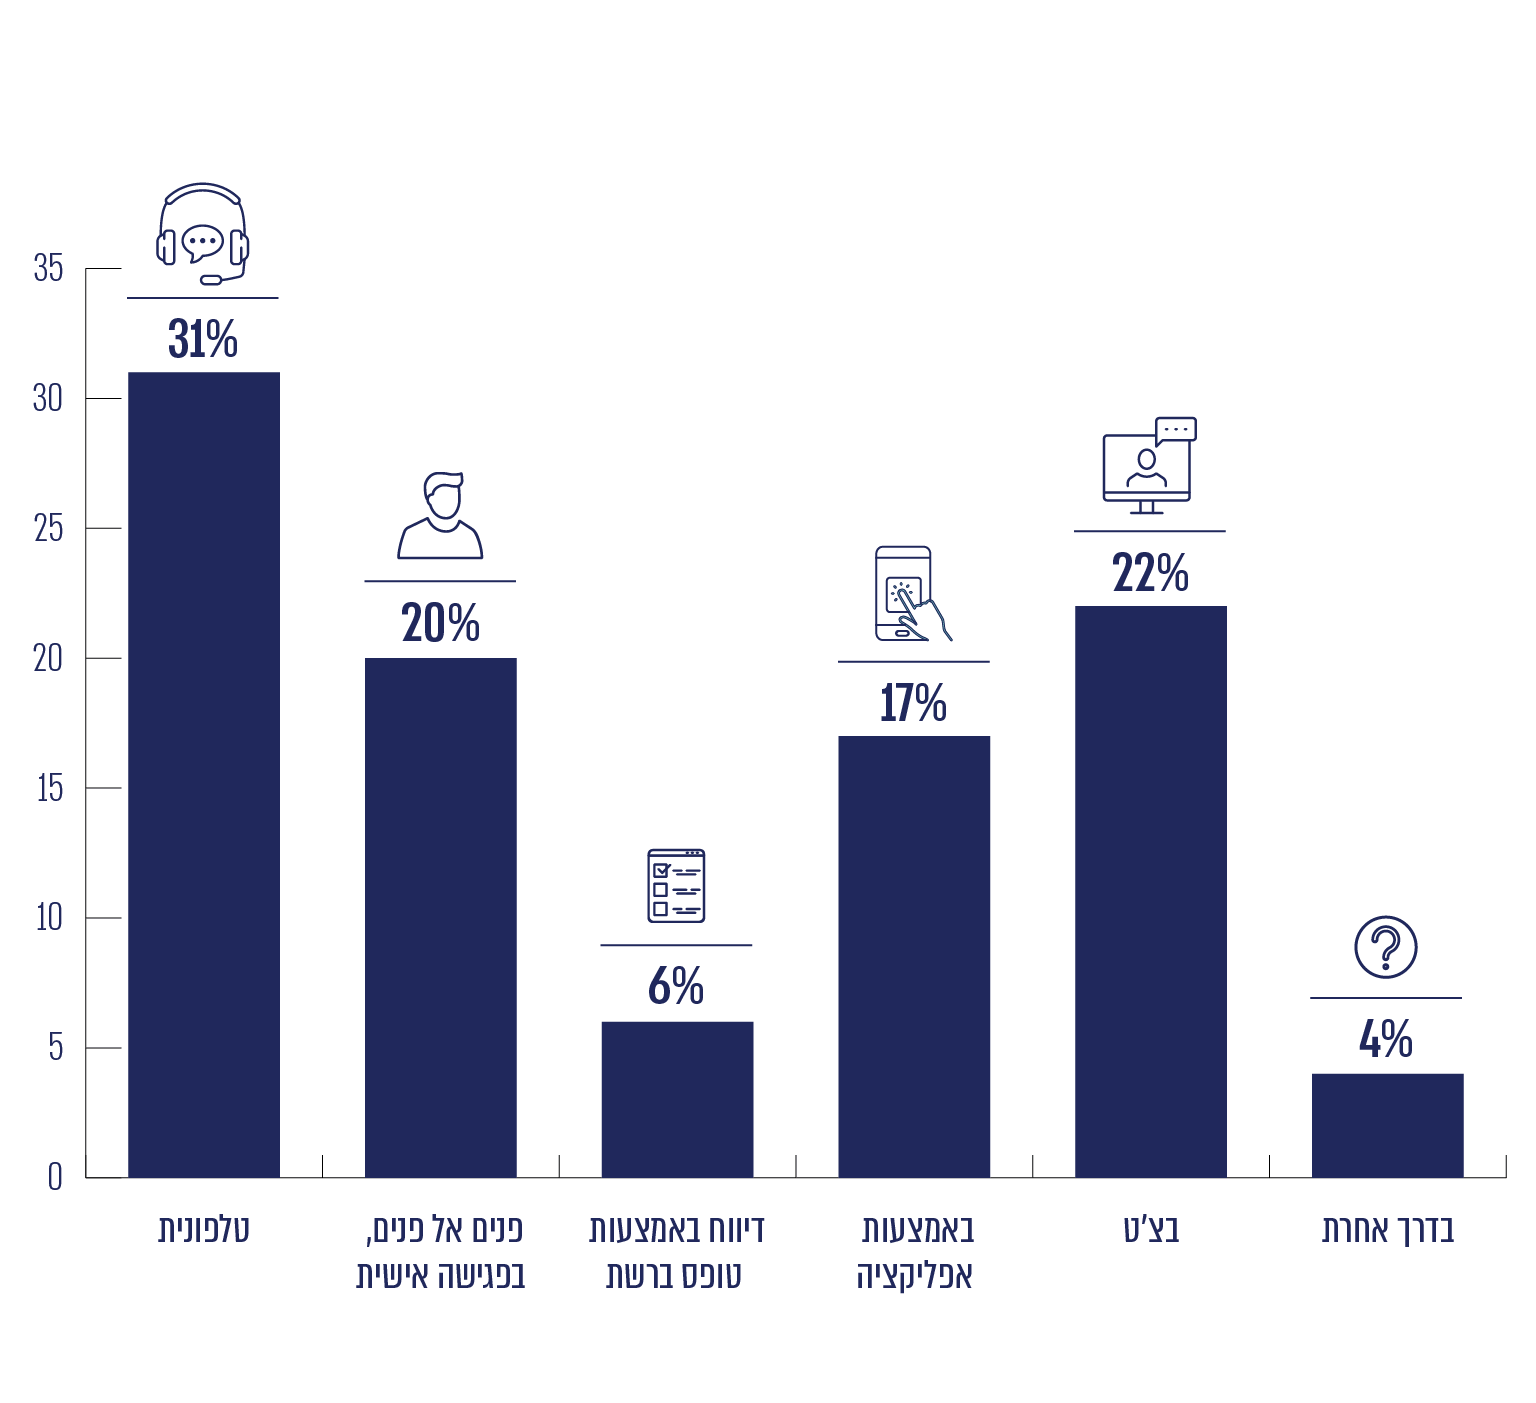 35
30
25
20
15
10
5
0
31%
20%
6%
17%
22%
4%
טלפונית
פנים אל פנים,
בפגישה אישית
דיווח באמצעות
טופס ברשת
באמצעות
אפליקציה
בצ'ט
בדרך אחרת